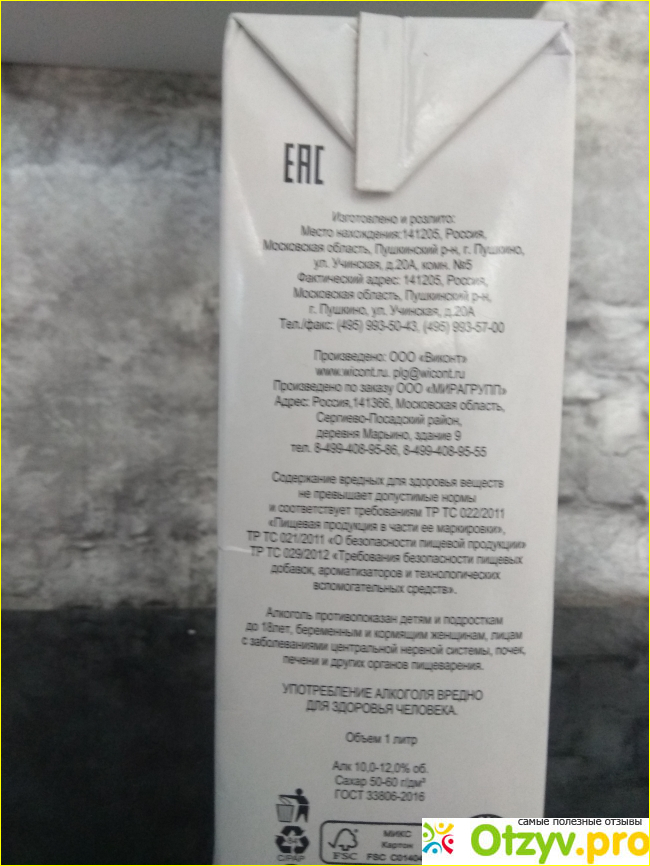 EAC
Изготовлено и розлито:
Место нахождения:141205, Россия,
Московская область, Пушкинский р-н, г. Пушкино,
ул. Учинская, д.20А, комн. №5
Фактический адрес: 141205, Россия,
Московская область, Пушкинский р-н,
г. Пушкино, ул. Учинская, д.20А
Тел./факс: (495) 993-50-43, (495) 993-57-00
Произведено: ООО «Виконт»
www.wicont.ru. plg@wicont.ru
Произведено по заказу ООО «МИРАГРУПП»
Адрес: Россия,141366, Московская область,
Сергиево-Посадский район,
деревня Марьино, здание 9
тел. 8-499-408-95-86, 8-499-408-95-55
Содержание вредных для здоровья веществ
не превышает допустимые нормы
и соответствует требованиям ТР ТС 022/2011
«Пищевая продукция в части ее маркировки»,
ТР ТС 021/2011 «О безопасности пищевой продукции»
ТР ТС 029/2012 «Требования безопасности пищевых
добавок, ароматизаторов и технологических
вспомогательных средств».
Алкоголь противопоказан детям и подросткам
до 18лет, беременным и кормящим женщинам, лицам
с заболеваниями центральной нервной системы, почек,
печени и других органов пищеварения.
УПОТРЕБЛЕНИЕ АЛКОГОЛЯ ВРЕДНО
ДЛЯ ЗДОРОВЬЯ ЧЕЛОВЕКА.
Объем 1 литр
Алк 10,0-12,0% об.
Сахар 50-60 г/дм³
ГОСТ 33806-2016
C/PAP
FSC
МИКС
Картон
FSC C01404
самые полезные отзывы
Otzyv.pro